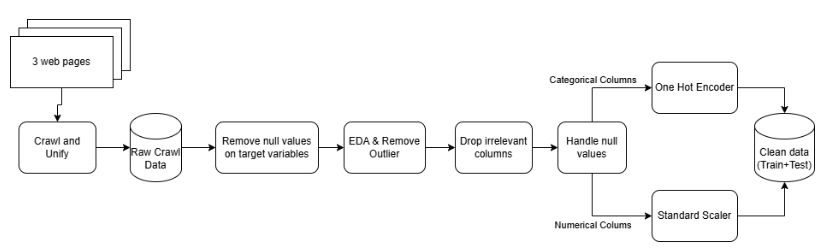 3 web pages
Crawl and
Unify
Raw Crawl
Data
Remove null values
on target variables
EDA & Remove
Outlier
Drop irrelevant
columns
Handle null
values
Categorical Columns
One Hot Encoder
Numerical Colums
Standard Scaler
Clean data
(Train+Test)